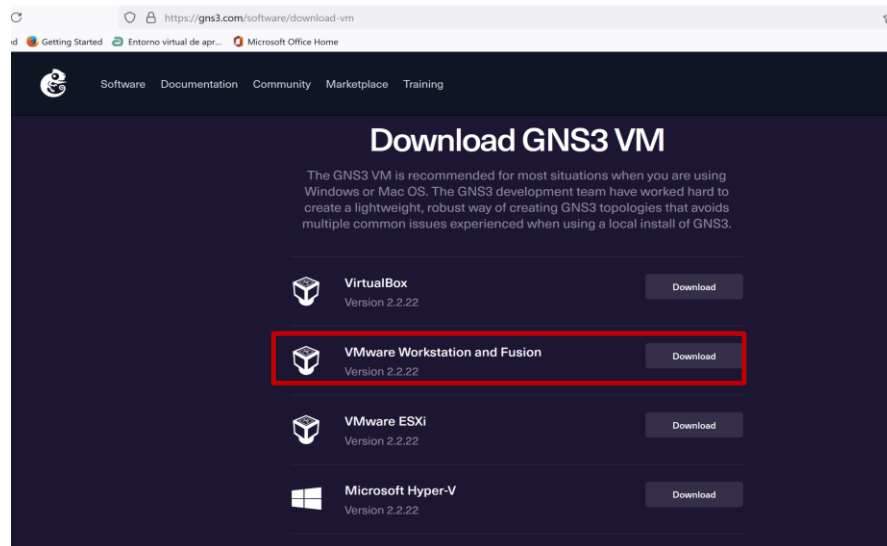 https://gns3.com/software/download-vm
Getting Started Entorno virtual de apr... Microsoft Office Home
Software Documentation Community Marketplace Training
Download GNS3 VM
The GNS3 VM is recommended for most situations when you are using
Windows or Mac OS. The GNS3 development team have worked hard to
create a lightweight, robust way of creating GNS3 topologies that avoids
multiple common issues experienced when using a local install of GNS3.
VirtualBox
Version 2.2.22
Download
VMware Workstation and Fusion
Version 2.2.22
Download
VMware ESXi
Version 2.2.22
Download
Microsoft Hyper-V
Version 2.2.22
Download